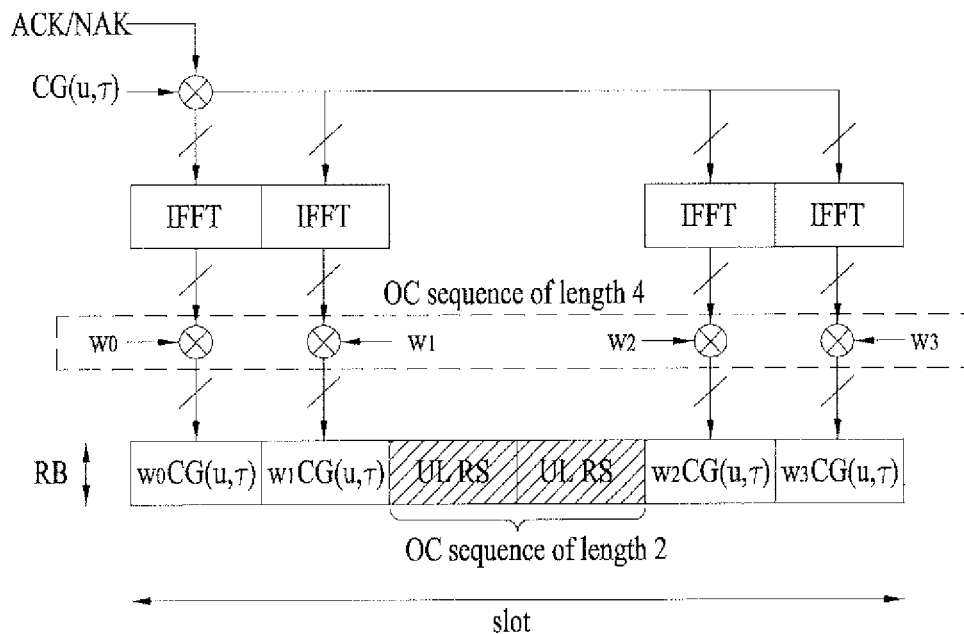 ACK/NAK
CG(u,τ)
IFFT IFFT IFFT IFFT
OC sequence of length 4
w0 w1 w2 w3
RB w0CG(u,τ) w1CG(u,τ) UL RS UL RS w2CG(u,τ) w3CG(u,τ)
OC sequence of length 2
slot